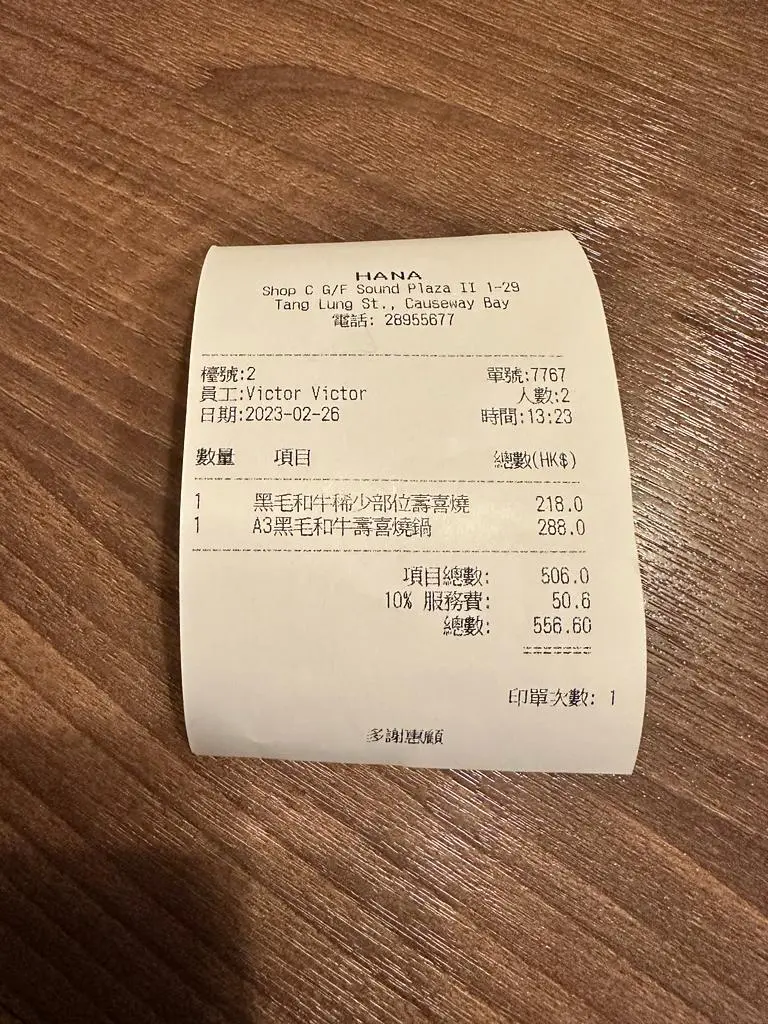 HANA
Shop C G/F Sound Plaza II 1-29
Tang Lung St., Causeway Bay
電話: 28955677
檯號:2 單號:7767
員工:Victor Victor 人數:2
日期:2023-02-26 時間:13:23
數量 項目 總數(HK$)
1 黑毛和牛稀少部位壽喜燒 218.0
1 A3黑毛和牛壽喜燒鍋 288.0
項目總數: 506.0
10% 服務費: 50.6
總數: 556.60
印單次數: 1
多謝惠顧